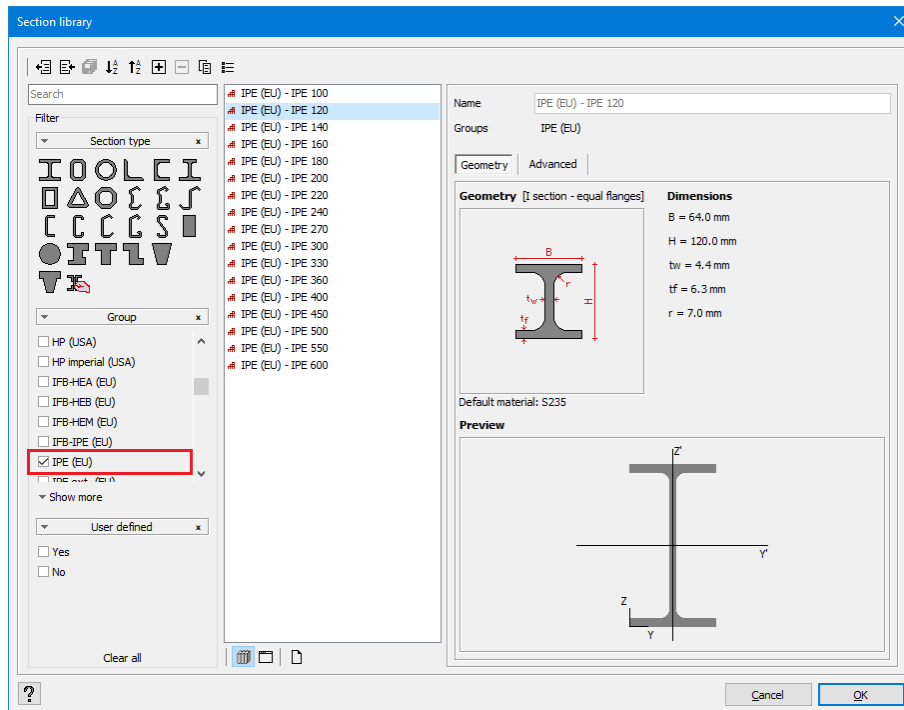 Section library
Search
Filter
Section type
Group
HP (USA)
HP imperial (USA)
IFB-HEA (EU)
IFB-HEB (EU)
IFB-HEM (EU)
IFB-IPE (EU)
IPE (EU)
IPE ext. (EU)
Show more
User defined
Yes
No
Clear all
IPE (EU) - IPE 100
IPE (EU) - IPE 120
IPE (EU) - IPE 140
IPE (EU) - IPE 160
IPE (EU) - IPE 180
IPE (EU) - IPE 200
IPE (EU) - IPE 220
IPE (EU) - IPE 240
IPE (EU) - IPE 270
IPE (EU) - IPE 300
IPE (EU) - IPE 330
IPE (EU) - IPE 360
IPE (EU) - IPE 400
IPE (EU) - IPE 450
IPE (EU) - IPE 500
IPE (EU) - IPE 550
IPE (EU) - IPE 600
Name IPE (EU) - IPE 120
Groups IPE (EU)
Geometry Advanced
Geometry [I section - equal flanges]
B
r
tw
H
tf
Dimensions
B = 64.0 mm
H = 120.0 mm
tw = 4.4 mm
tf = 6.3 mm
r = 7.0 mm
Default material: S235
Preview
Z'
Y'
Z
Y
?
Cancel OK